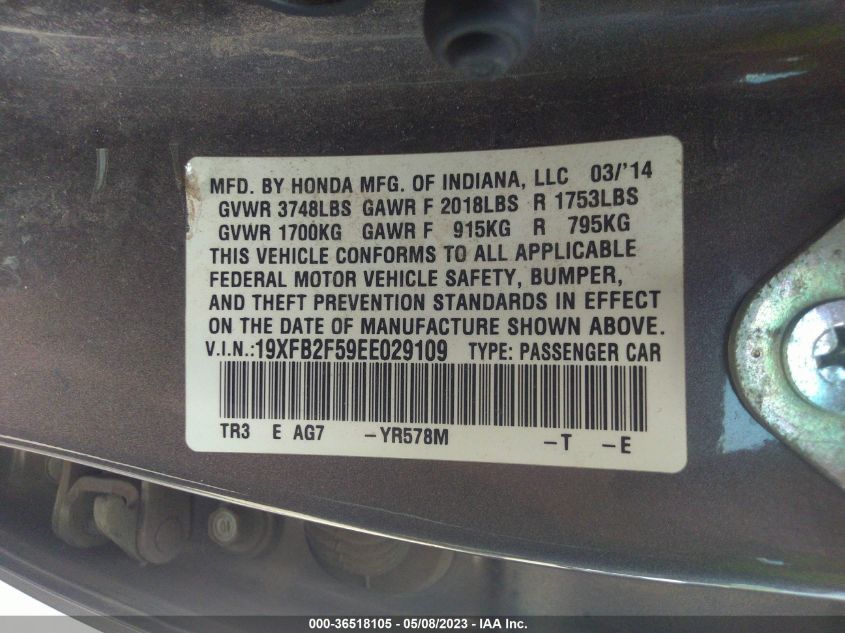 MFD. BY HONDA MFG. OF INDIANA, LLC 03/'14
GVWR 3748LBS GAWR F 2018LBS R 1753LBS
GVWR 1700KG GAWR F 915KG R 795KG
THIS VEHICLE CONFORMS TO ALL APPLICABLE
FEDERAL MOTOR VEHICLE SAFETY, BUMPER,
AND THEFT PREVENTION STANDARDS IN EFFECT
ON THE DATE OF MANUFACTURE SHOWN ABOVE.
V.I.N.:19XFB2F59EE029109 TYPE: PASSENGER CAR
TR3 E AG7 -YR578M -T -E
000-36518105 - 05/08/2023 - IAA Inc.